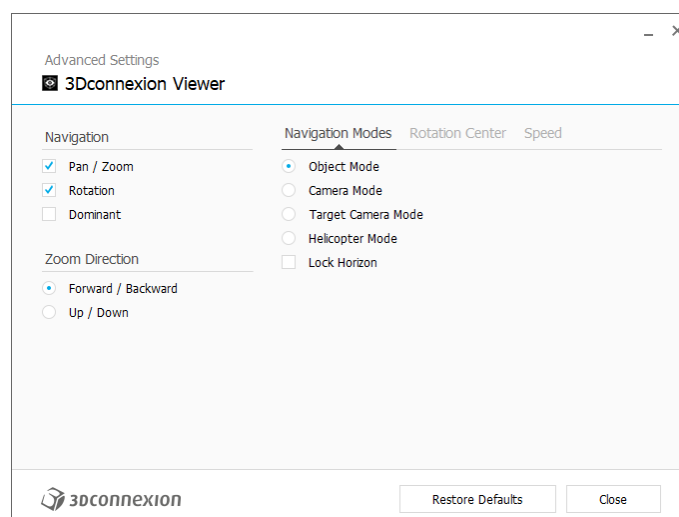 Advanced Settings
3Dconnexion Viewer
Navigation
Pan / Zoom
Rotation
Dominant
Zoom Direction
Forward / Backward
Up / Down
Navigation Modes Rotation Center Speed
Object Mode
Camera Mode
Target Camera Mode
Helicopter Mode
Lock Horizon
3Dconnexion
Restore Defaults Close